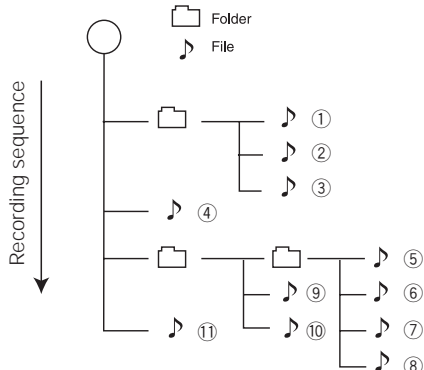 Folder
File
Recording sequence
①
②
③
④
⑤
⑨ ⑥
⑪ ⑩ ⑦
⑧